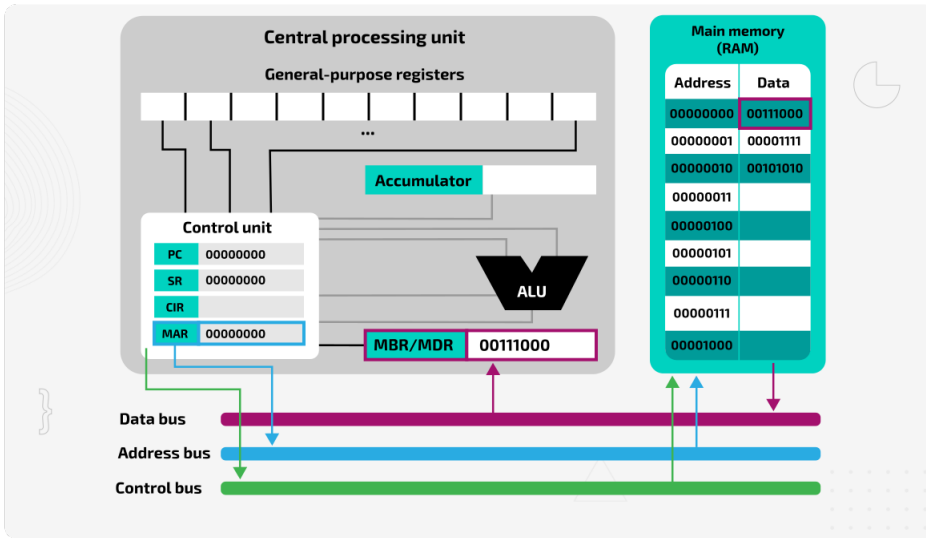 Central processing unit
General-purpose registers
...
Accumulator
Control unit
PC 00000000
SR 00000000
CIR
MAR 00000000
ALU
MBR/MDR 00111000
Main memory
(RAM)
Address Data
00000000 00111000
00000001 00001111
00000010 00101010
00000011
00000100
00000101
00000110
00000111
00001000
Data bus
Address bus
Control bus